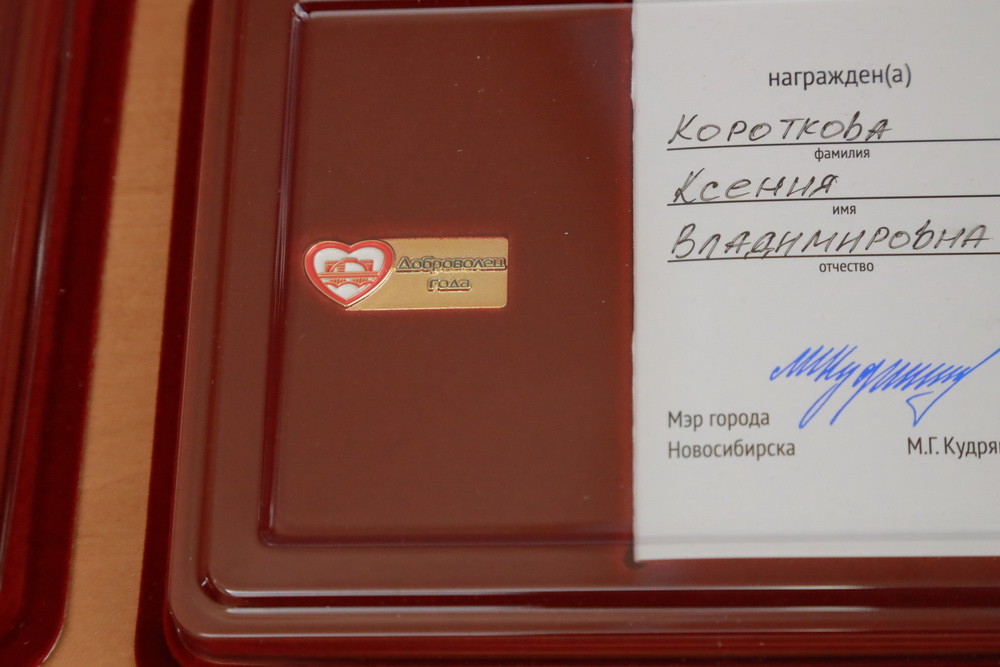 Доброволец
года
награжден(а)
Короткова
фамилия
Ксения
имя
Владимировна
отчество
Мэр города
Новосибирска
М.Г.